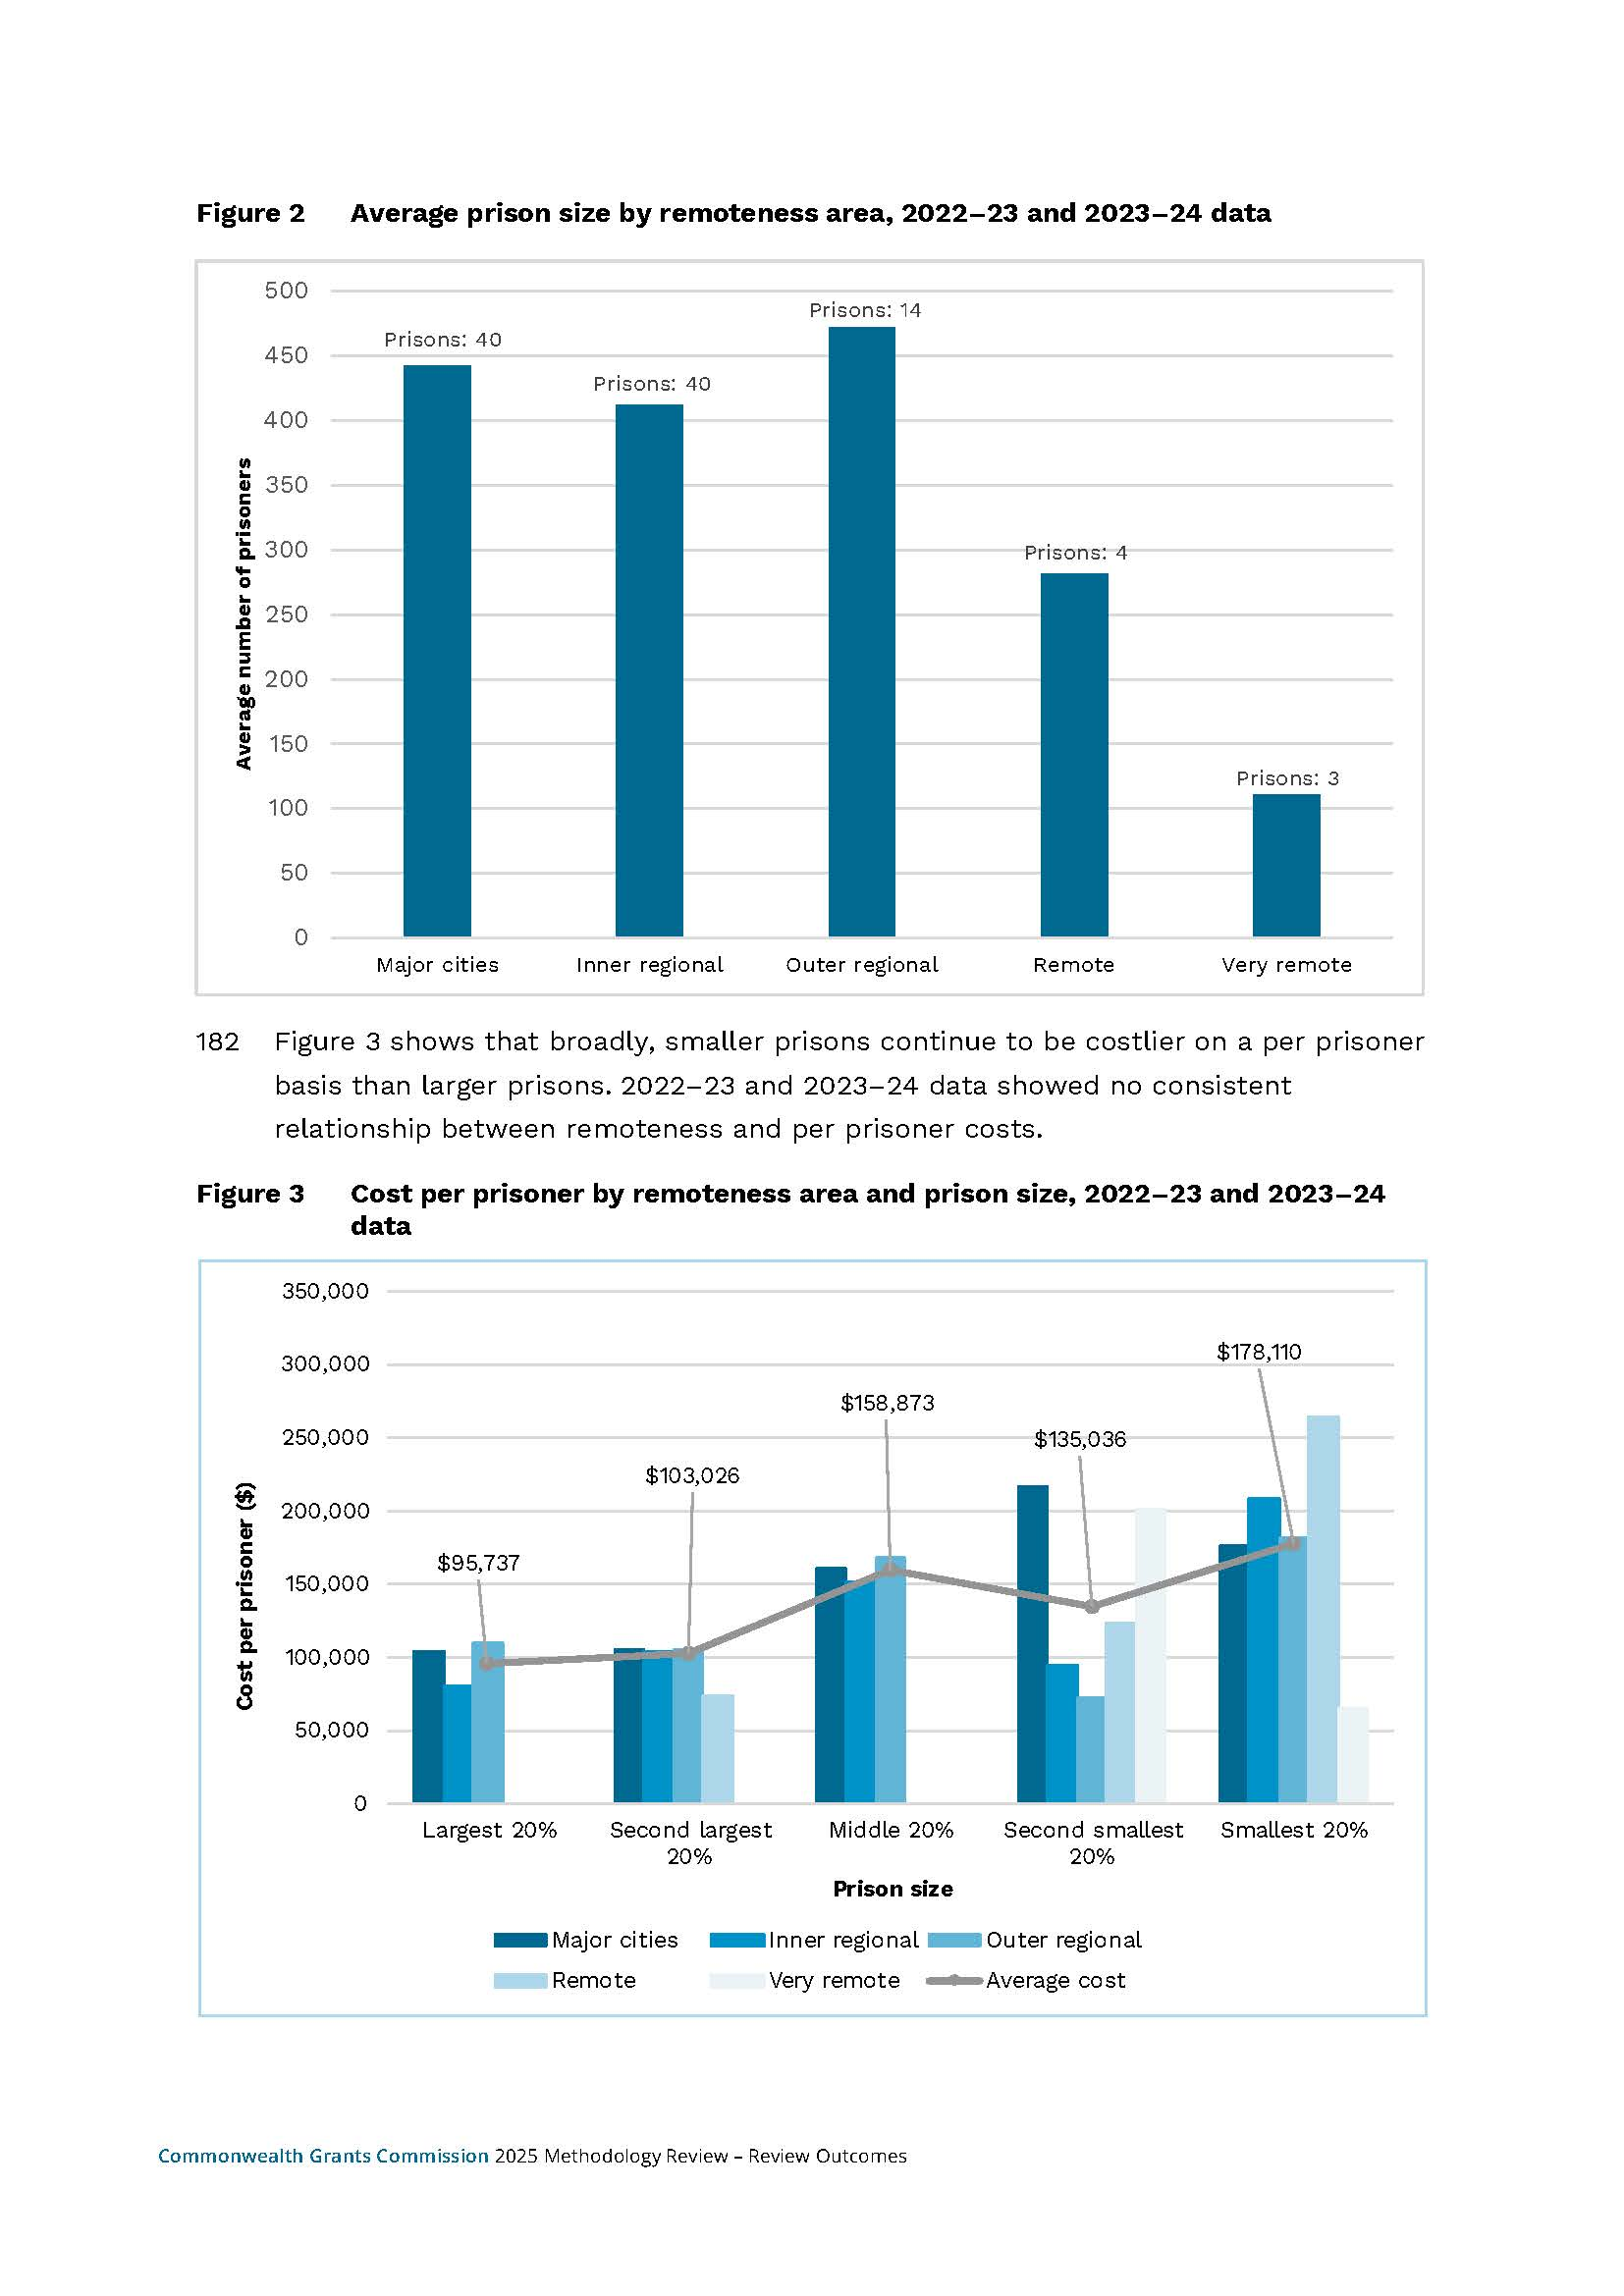 Figure 2 Average prison size by remoteness area, 2022–23 and 2023–24 data
500
450
400
350
300
250
200
150
100
50
0
Average number of prisoners
Prisons: 40
Prisons: 40
Prisons: 14
Prisons: 4
Prisons: 3
Major cities
Inner regional
Outer regional
Remote
Very remote
182 Figure 3 shows that broadly, smaller prisons continue to be costlier on a per prisoner
basis than larger prisons. 2022–23 and 2023–24 data showed no consistent
relationship between remoteness and per prisoner costs.
Figure 3 Cost per prisoner by remoteness area and prison size, 2022–23 and 2023–24
data
350,000
300,000
250,000
200,000
150,000
100,000
50,000
0
Cost per prisoner ($)
$95,737
$103,026
$158,873
$135,036
$178,110
Largest 20%
Second largest
20%
Middle 20%
Second smallest
20%
Smallest 20%
Prison size
Major cities
Inner regional
Outer regional
Remote
Very remote
Average cost
Commonwealth Grants Commission 2025 Methodology Review – Review Outcomes